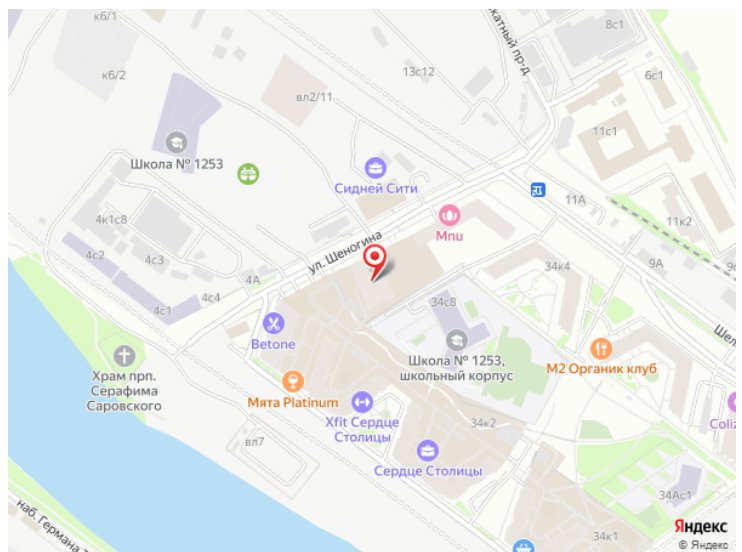 к6/1
8с1
к6/2
13с12
6с1
вл2/11
11с1
Школа № 1253
Сидней Сити
11А
4к1с8
Mnu
11к2
ул. Шеногина
4с2
4с3
34к4
9А
4А
4с1
4с4
34с8
Betone
Школа № 1253,
школьный корпус
М2 Органик клуб
Храм прп.
Серафима
Саровского
Мята Platinum
Xfit Сердце
Столицы
34к2
Coliz
вл7
Сердце Столицы
34Ас1
наб. Германа
34к1
Яндекс
© Яндекс